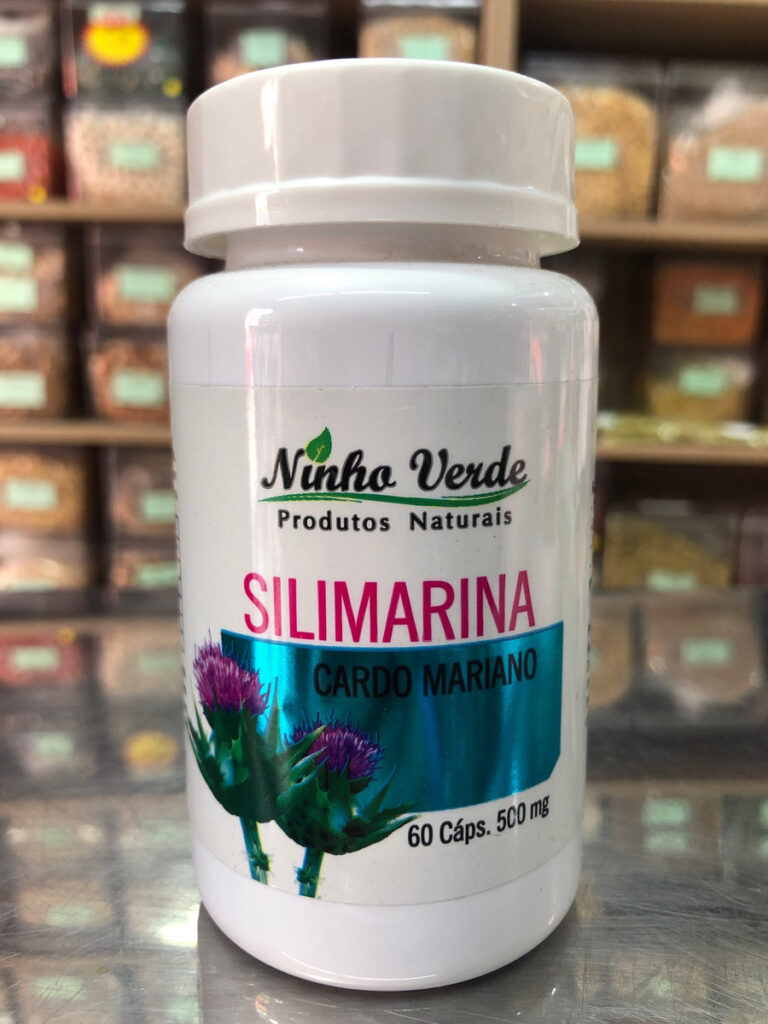 Ninho Verde
Produtos Naturais
SILIMARINA
CARDO MARIANO
60 Cáps. 500 mg